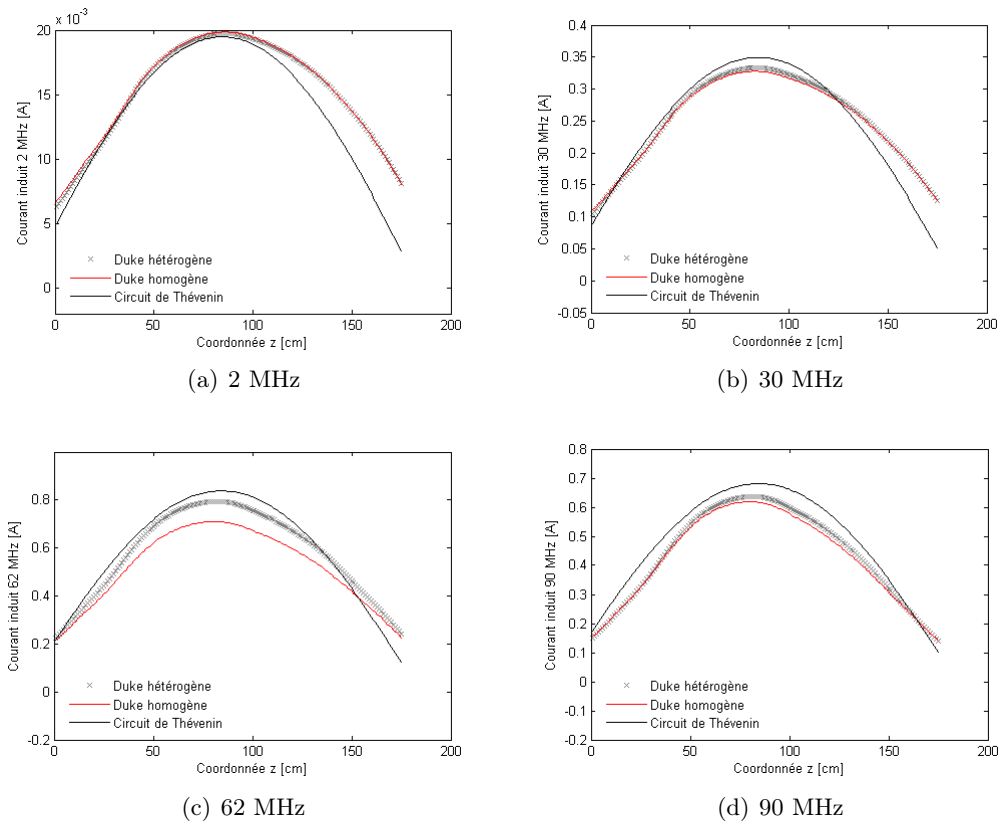 x 10⁻³
20
15
10
5
0
Courant induit 2 MHz [A]
Duke hétérogène
Duke homogène
Circuit de Thévenin
0 50 100 150 200
Coordonnée z [cm]
(a) 2 MHz
0.4
0.35
0.3
0.25
0.2
0.15
0.1
0.05
0
-0.05
Courant induit 30 MHz [A]
Duke hétérogène
Duke homogène
Circuit de Thévenin
0 50 100 150 200
Coordonnée z [cm]
(b) 30 MHz
0.8
0.6
0.4
0.2
0
-0.2
Courant induit 62 MHz [A]
Duke hétérogène
Duke homogène
Circuit de Thévenin
0 50 100 150 200
Coordonnée z [cm]
(c) 62 MHz
0.8
0.7
0.6
0.5
0.4
0.3
0.2
0.1
0
-0.1
-0.2
Courant induit 90 MHz [A]
Duke hétérogène
Duke homogène
Circuit de Thévenin
0 50 100 150 200
Coordonnée z [cm]
(d) 90 MHz